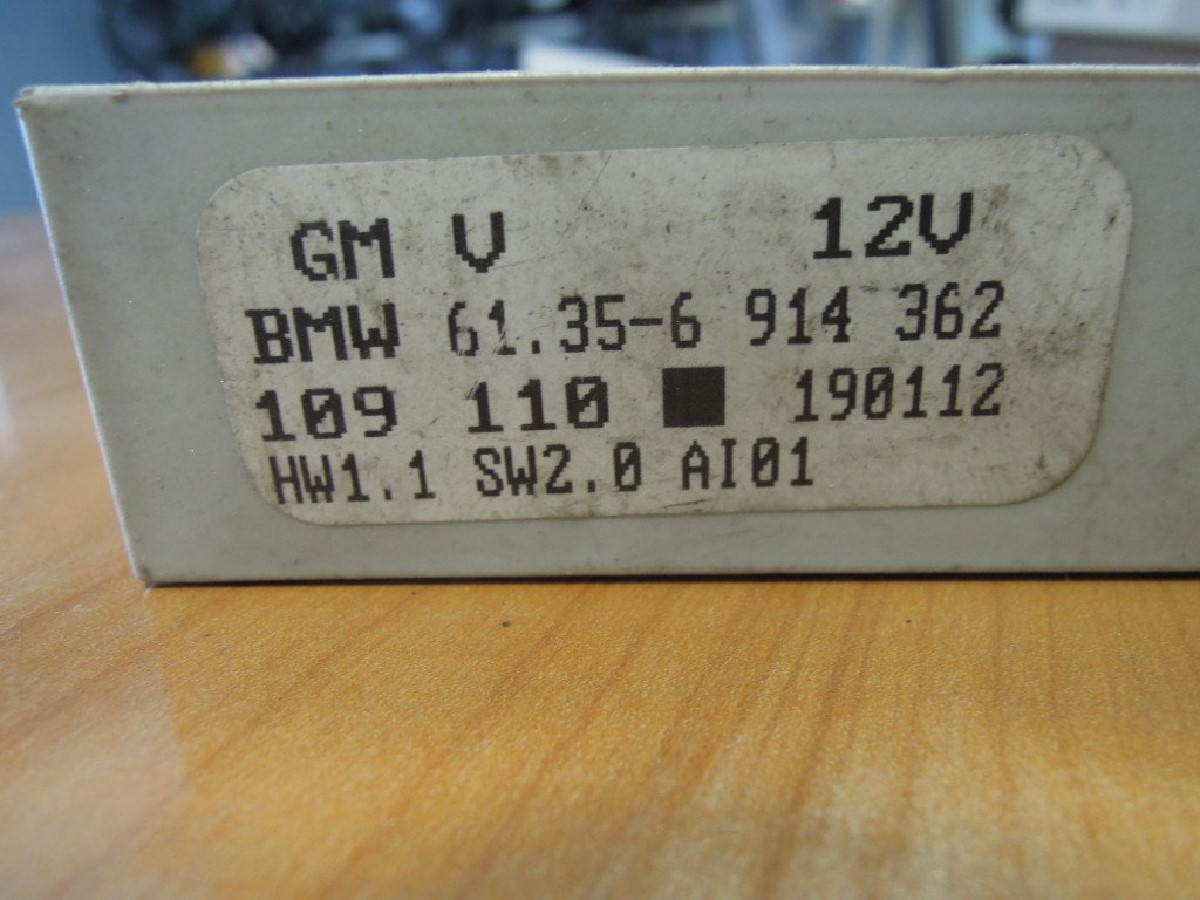 GM V 12V
BMW 61.35-6 914 362
109 110 ■ 190112
HW1.1 SW2.0 AI01